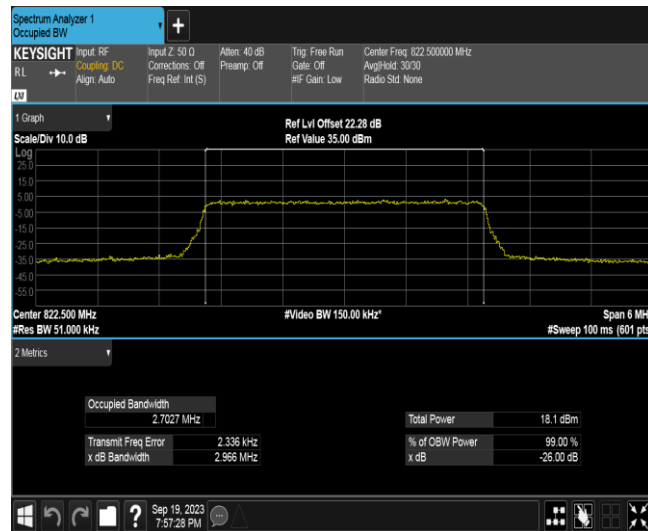 Spectrum Analyzer 1
Occupied BW
KEYSIGHT
RL
LXI
Input: RF
Coupling: DC
Align: Auto
Input Z: 50 Ω
Corrections: Off
Freq Ref: Int (S)
Atten: 40 dB
Preamp: Off
Trig: Free Run
Gate: Off
#IF Gain: Low
Center Freq: 822.500000 MHz
Avg|Hold: 30/30
Radio Std: None
1 Graph
Scale/Div 10.0 dB
Ref Lvl Offset 22.28 dB
Ref Value 35.00 dBm
Log
25.0
15.0
5.00
-5.00
-15.0
-25.0
-35.0
-45.0
-55.0
Center 822.500 MHz
#Res BW 51.000 kHz
#Video BW 150.00 kHz*
Span 6 MH
#Sweep 100 ms (601 pts
2 Metrics
Occupied Bandwidth
2.7027 MHz
Transmit Freq Error 2.336 kHz
x dB Bandwidth 2.966 MHz
Total Power 18.1 dBm
% of OBW Power 99.00 %
x dB -26.00 dB
Sep 19, 2023
7:57:28 PM